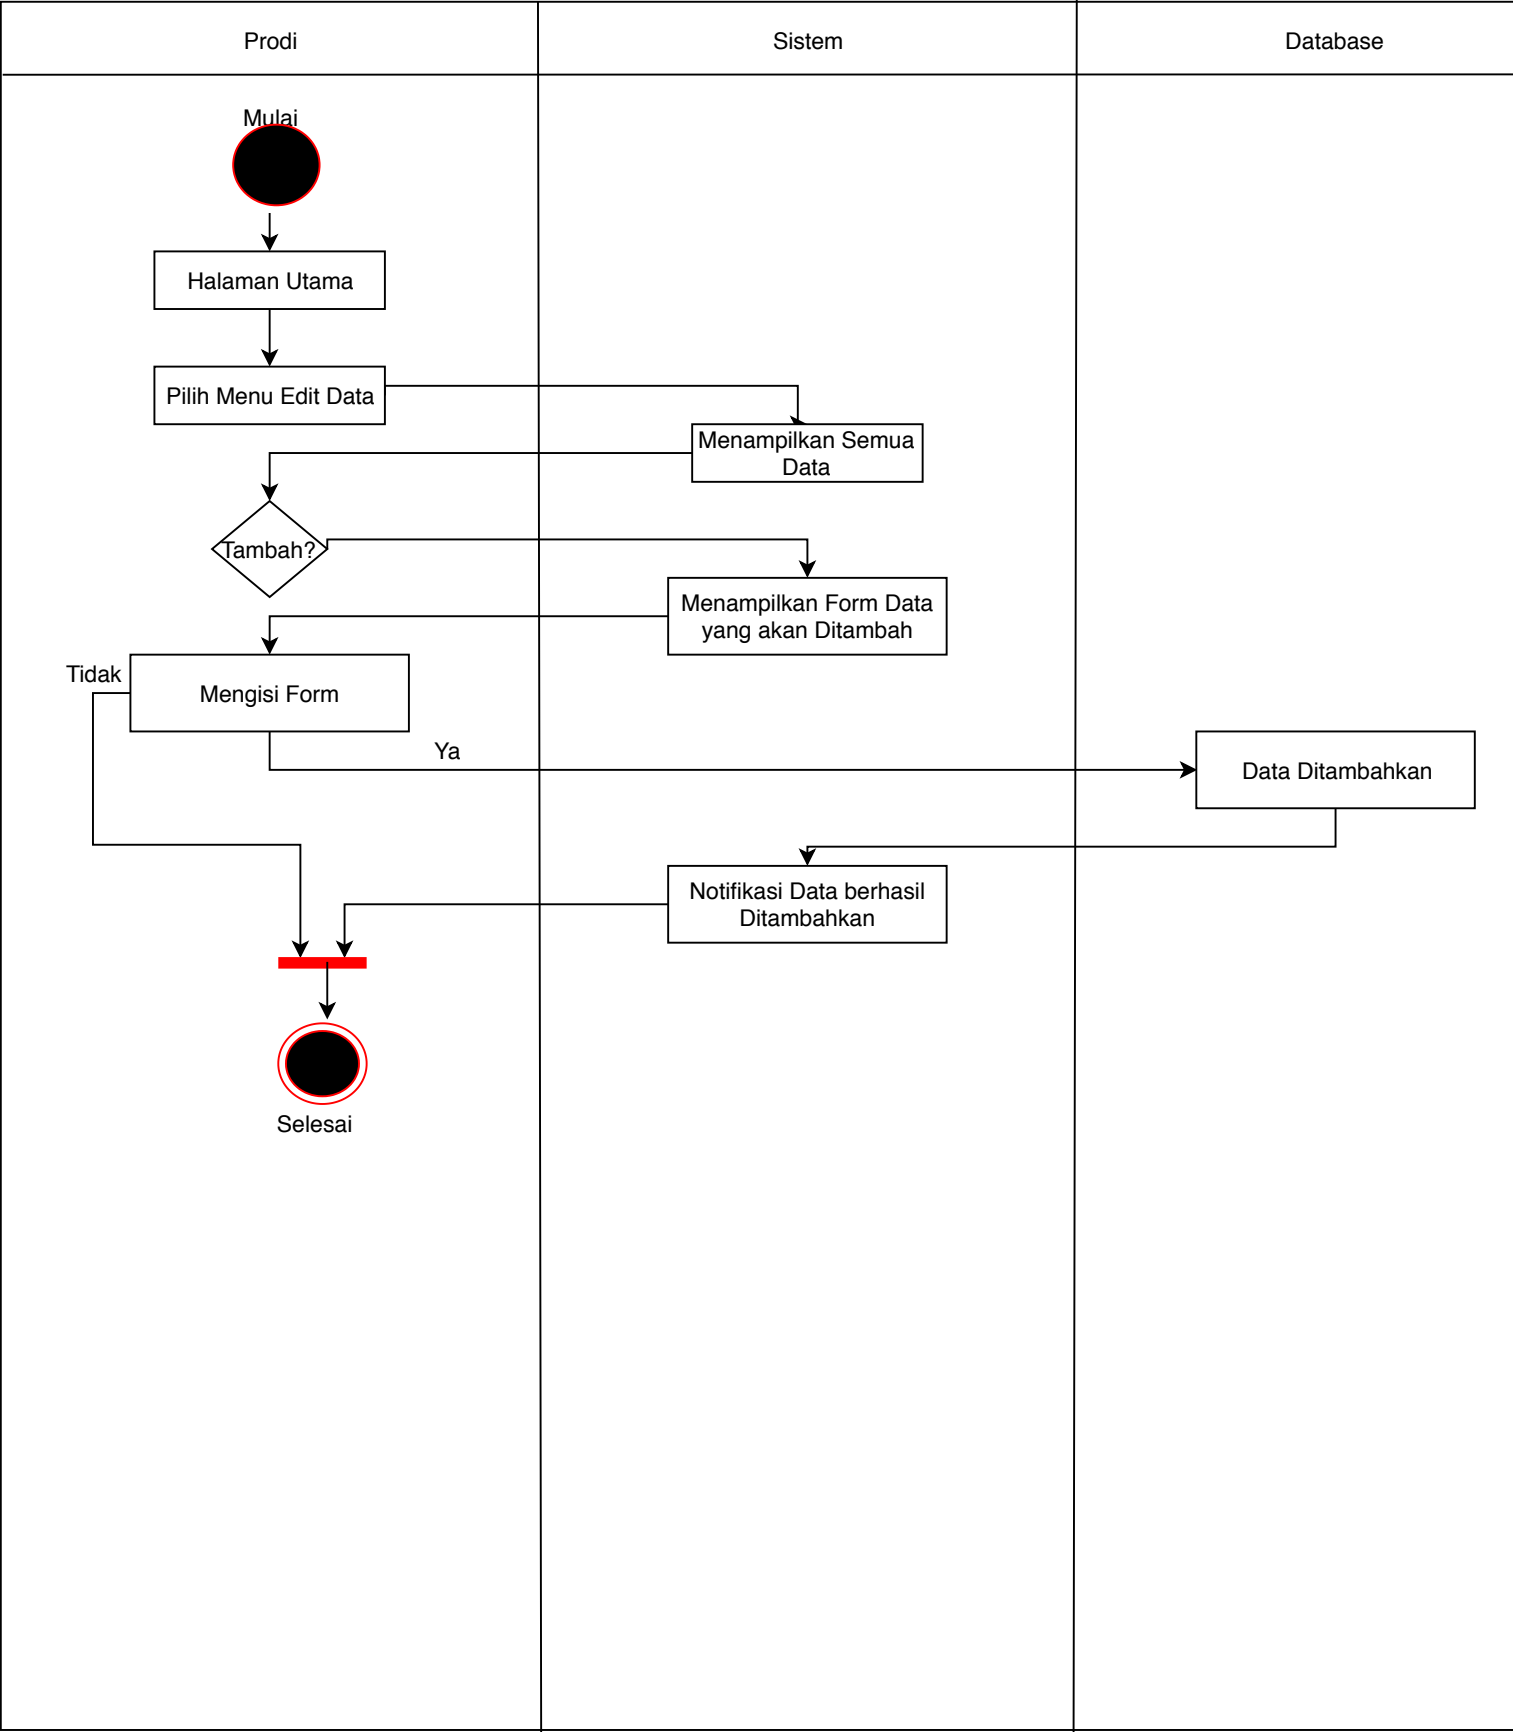 Prodi
Sistem
Database
Mulai
Halaman Utama
Pilih Menu Edit Data
Menampilkan Semua
Data
Tambah?
Menampilkan Form Data
yang akan Ditambah
Tidak
Mengisi Form
Ya
Data Ditambahkan
Notifikasi Data berhasil
Ditambahkan
Selesai